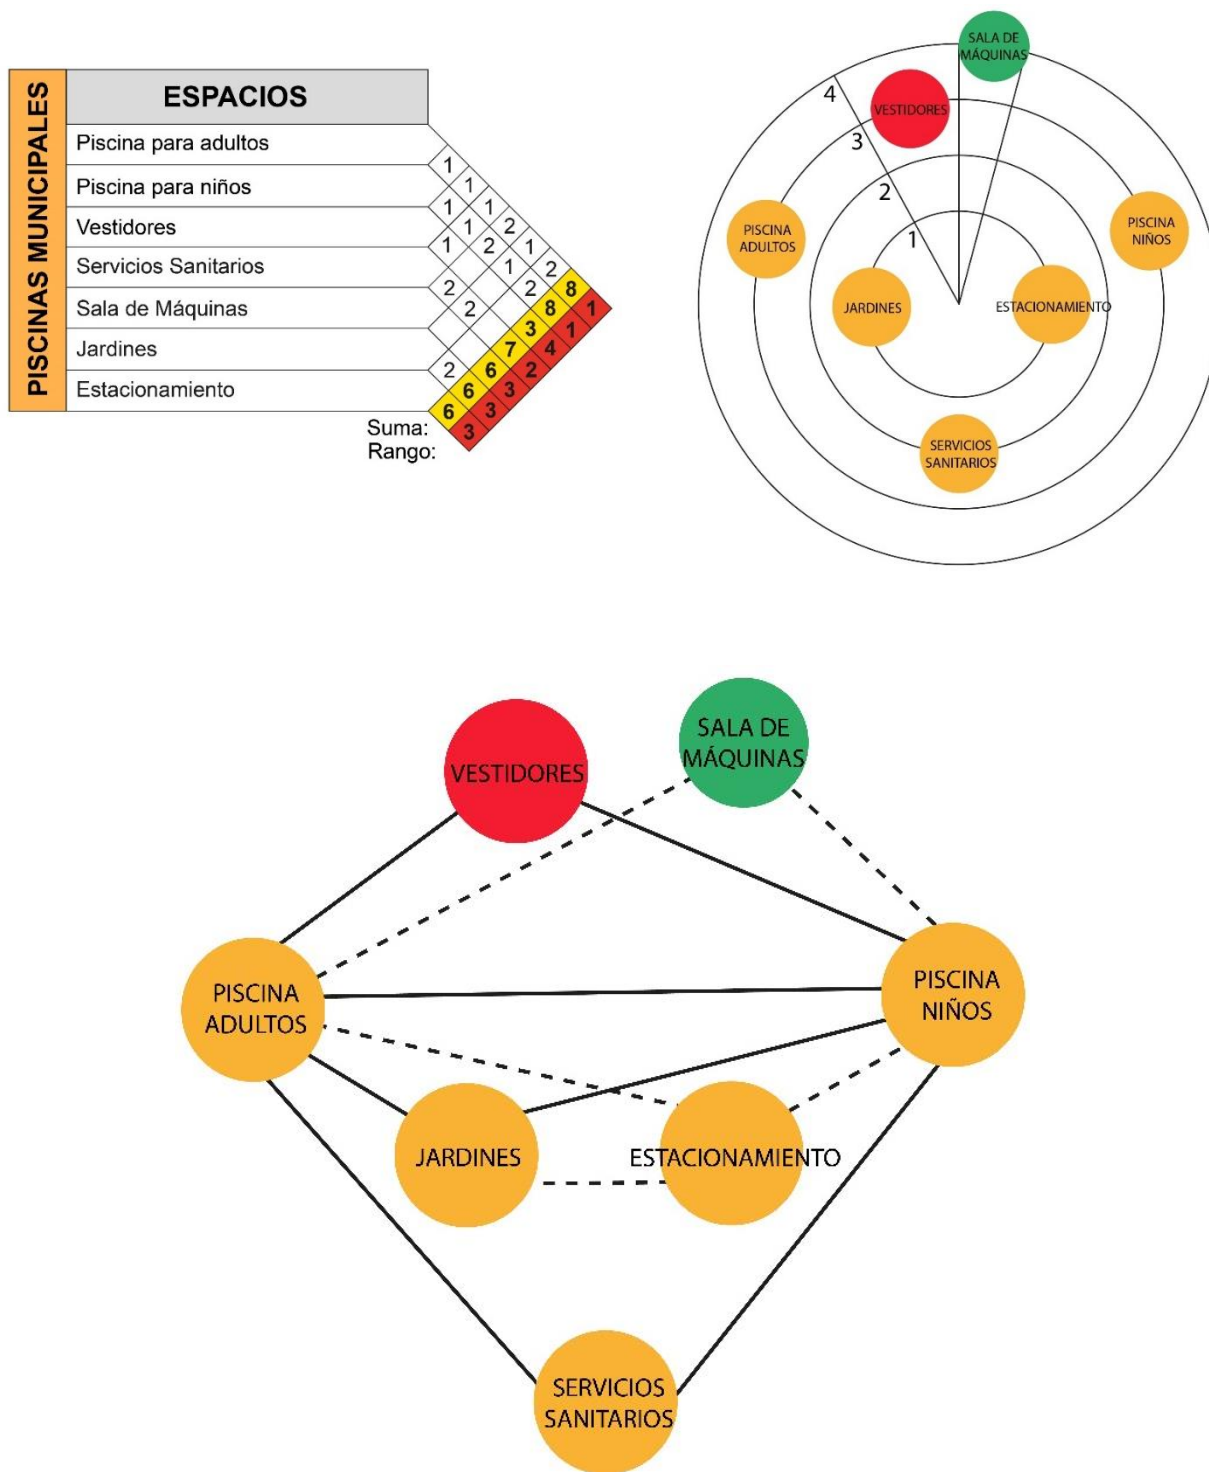 PISCINAS MUNICIPALES
ESPACIOS
Piscina para adultos
Piscina para niños
Vestidores
Servicios Sanitarios
Sala de Máquinas
Jardines
Estacionamiento
1
1 1
1 1 2
1 2 1
1 2
2 2 8
2 8 1
3 1
7 4
2 6 2
6 3
6 3
3
Suma:
Rango:
SALA DE
MÁQUINAS
4
VESTIDORES
3
2
PISCINA
ADULTOS
1
PISCINA
NIÑOS
JARDINES
ESTACIONAMIENTO
SERVICIOS
SANITARIOS
SALA DE
MÁQUINAS
VESTIDORES
PISCINA
ADULTOS
PISCINA
NIÑOS
JARDINES
ESTACIONAMIENTO
SERVICIOS
SANITARIOS